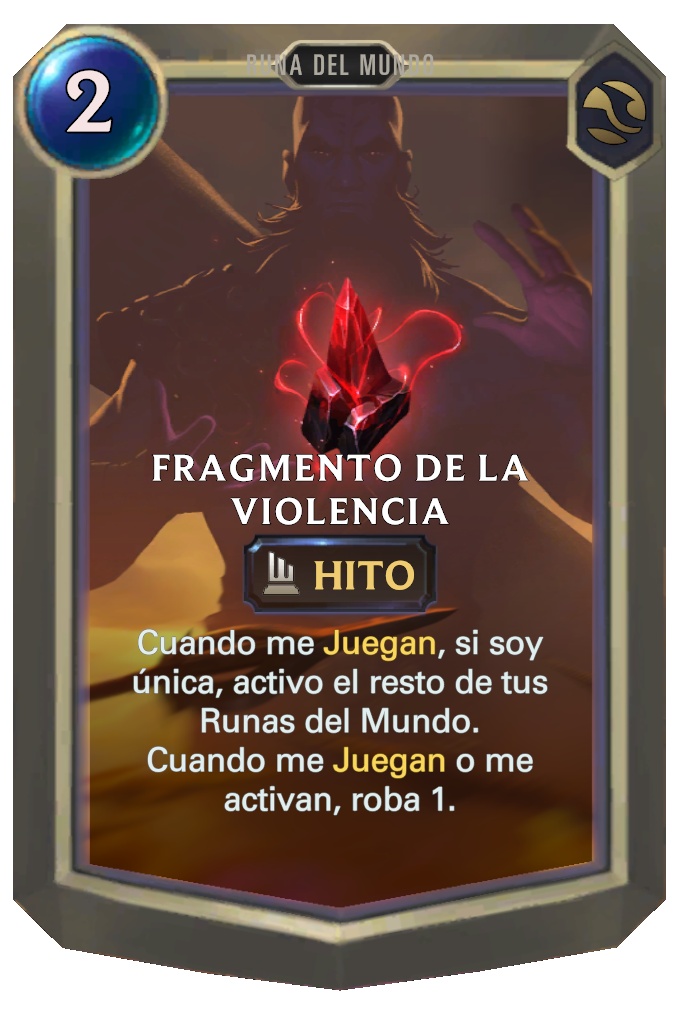 RUNA DEL MUNDO
2
FRAGMENTO DE LA
VIOLENCIA
HITO
Cuando me Juegan, si soy
única, activo el resto de tus
Runas del Mundo.
Cuando me Juegan o me
activan, roba 1.